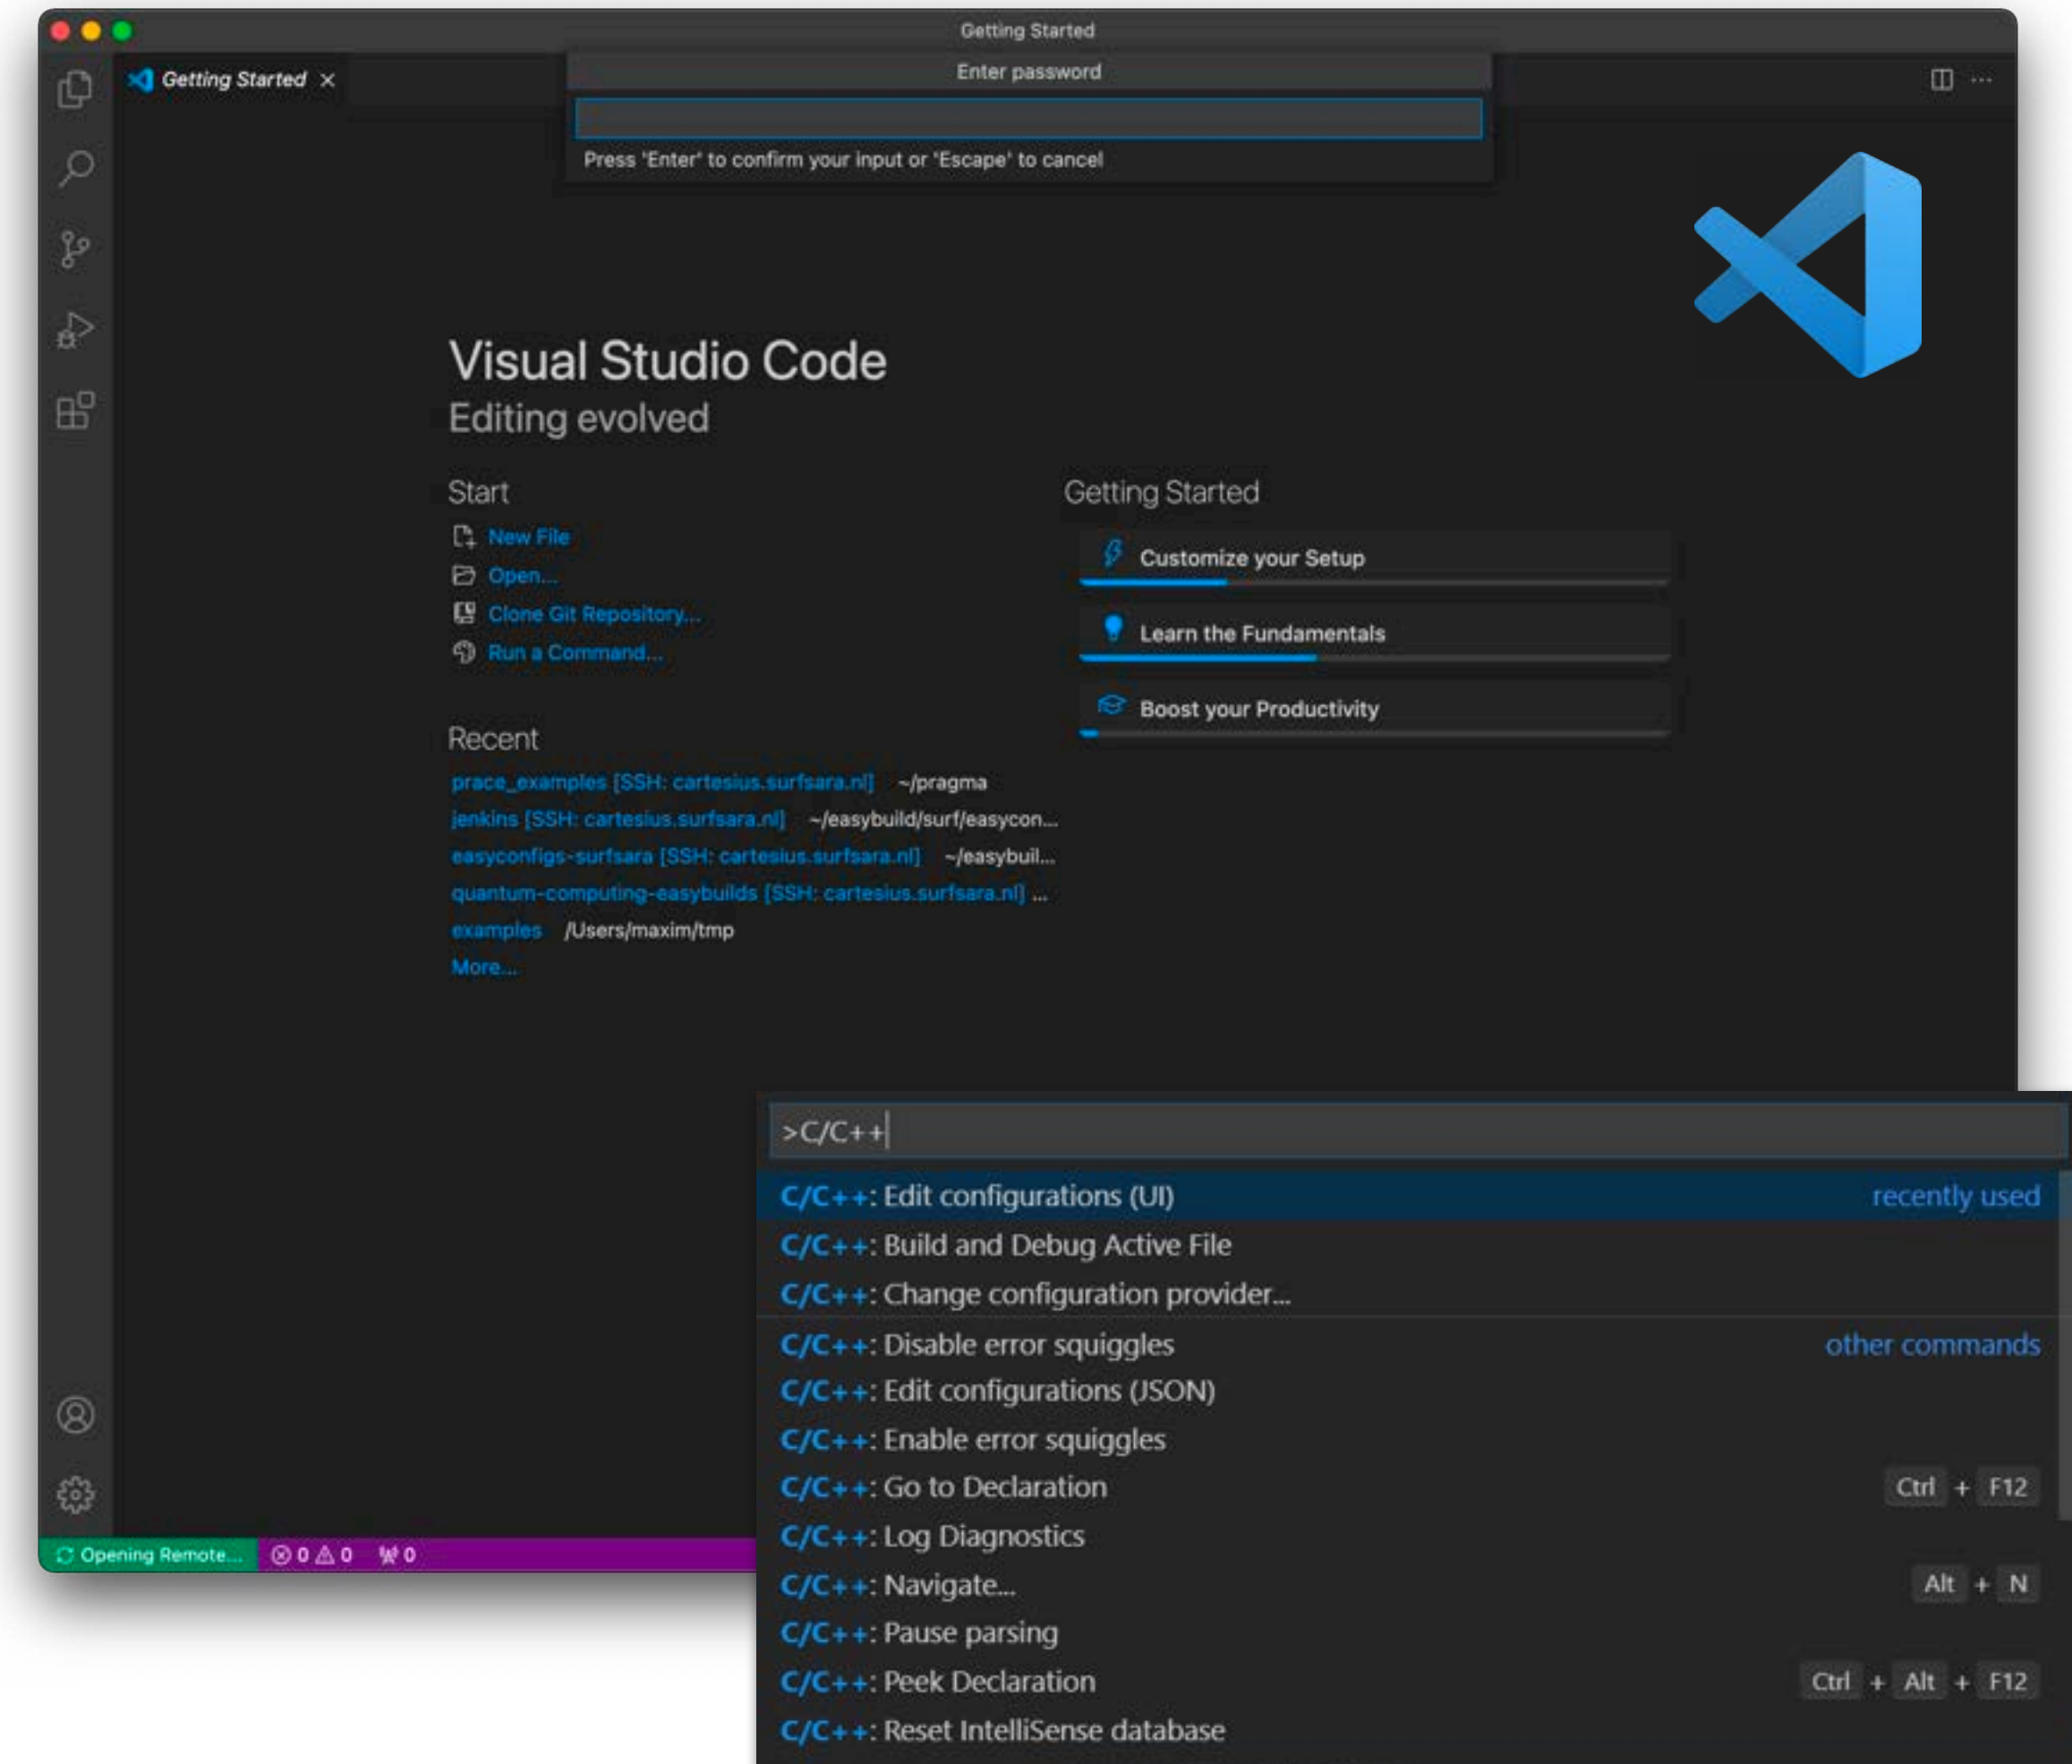 Getting Started
Getting Started
Enter password
Press 'Enter' to confirm your input or 'Escape' to cancel
Visual Studio Code
Editing evolved
Start
New File
Open...
Clone Git Repository...
Run a Command...
Getting Started
Customize your Setup
Learn the Fundamentals
Boost your Productivity
Recent
prace_examples [SSH: cartesius.surfsara.nl] ~/pragma
jenkins [SSH: cartesius.surfsara.nl] ~/easybuild/surf/easycon...
easyconfigs-surfsara [SSH: cartesius.surfsara.nl] ~/easybuil...
quantum-computing-easybuilds [SSH: cartesius.surfsara.nl] ...
examples /Users/maxim/tmp
More...
Opening Remote... 0 0 0
>C/C++
C/C++: Edit configurations (UI) recently used
C/C++: Build and Debug Active File
C/C++: Change configuration provider...
C/C++: Disable error squiggles other commands
C/C++: Edit configurations (JSON)
C/C++: Enable error squiggles
C/C++: Go to Declaration Ctrl + F12
C/C++: Log Diagnostics
C/C++: Navigate... Alt + N
C/C++: Pause parsing
C/C++: Peek Declaration Ctrl + Alt + F12
C/C++: Reset IntelliSense database